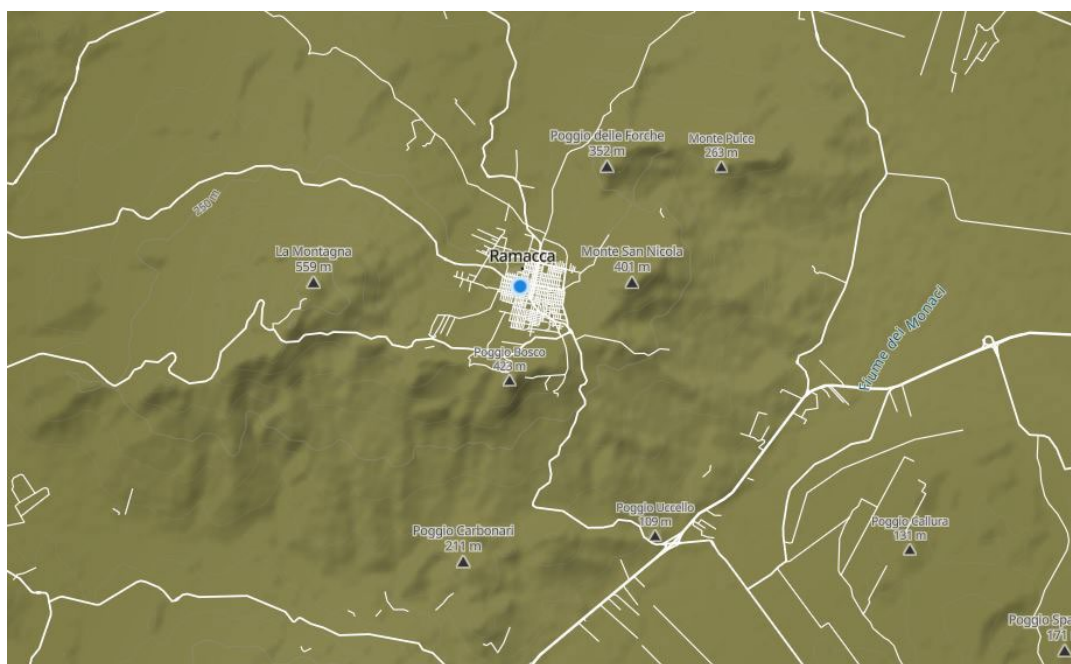 Poggio delle Forche
352 m
Monte Pulce
263 m
250 m
La Montagna
559 m
Ramacca
Monte San Nicola
401 m
Fiume dei Monaci
Poggio Bosco
423 m
Poggio Uccello
109 m
Poggio Carbonari
211 m
Poggio Callura
131 m
Poggio Spa
171